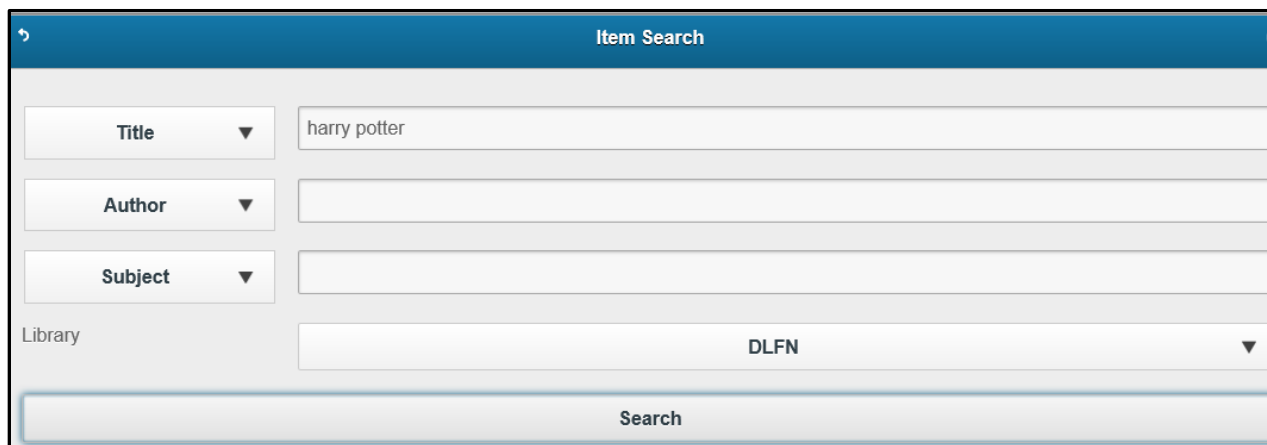 Item Search
Title harry potter
Author
Subject
Library DLFN
Search